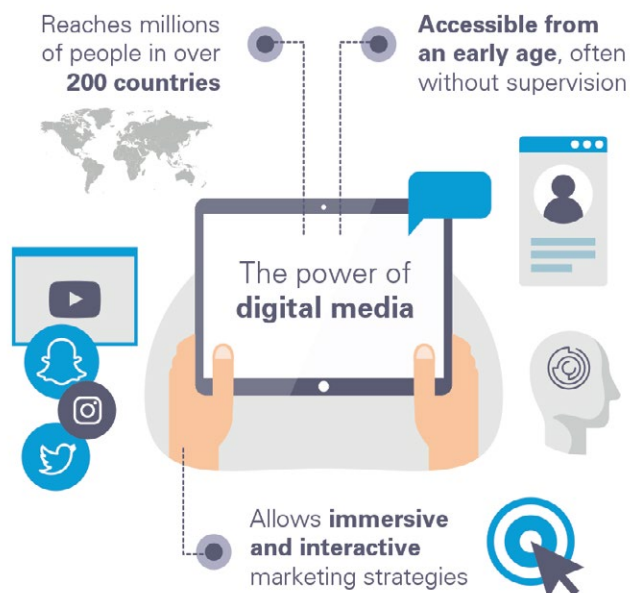 Reaches millions
of people in over
200 countries
Accessible from
an early age, often
without supervision
The power of
digital media
Allows immersive
and interactive
marketing strategies